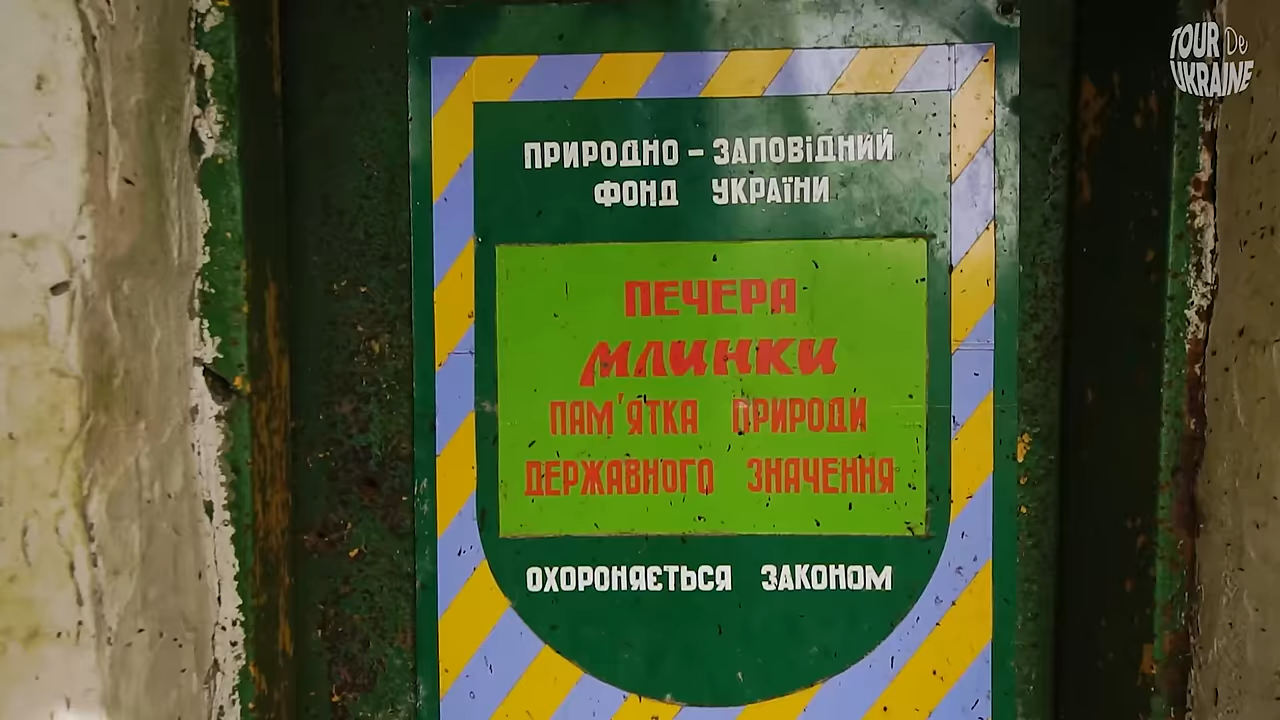 TOUR De
UKRAINE
ПРИРОДНО – ЗАПОВІДНИЙ
ФОНД УКРАЇНИ
ПЕЧЕРА
МЛИНКИ
ПАМ'ЯТКА ПРИРОДИ
ДЕРЖАВНОГО ЗНАЧЕННЯ
ОХОРОНЯЄТЬСЯ ЗАКОНОМ